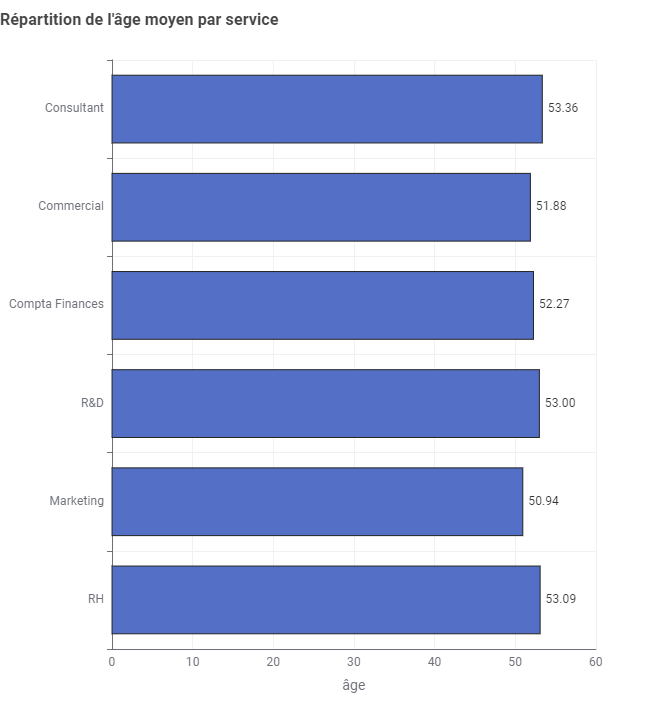 Répartition de l'âge moyen par service
Consultant 53.36
Commercial 51.88
Compta Finances 52.27
R&D 53.00
Marketing 50.94
RH 53.09
0 10 20 30 40 50 60
âge